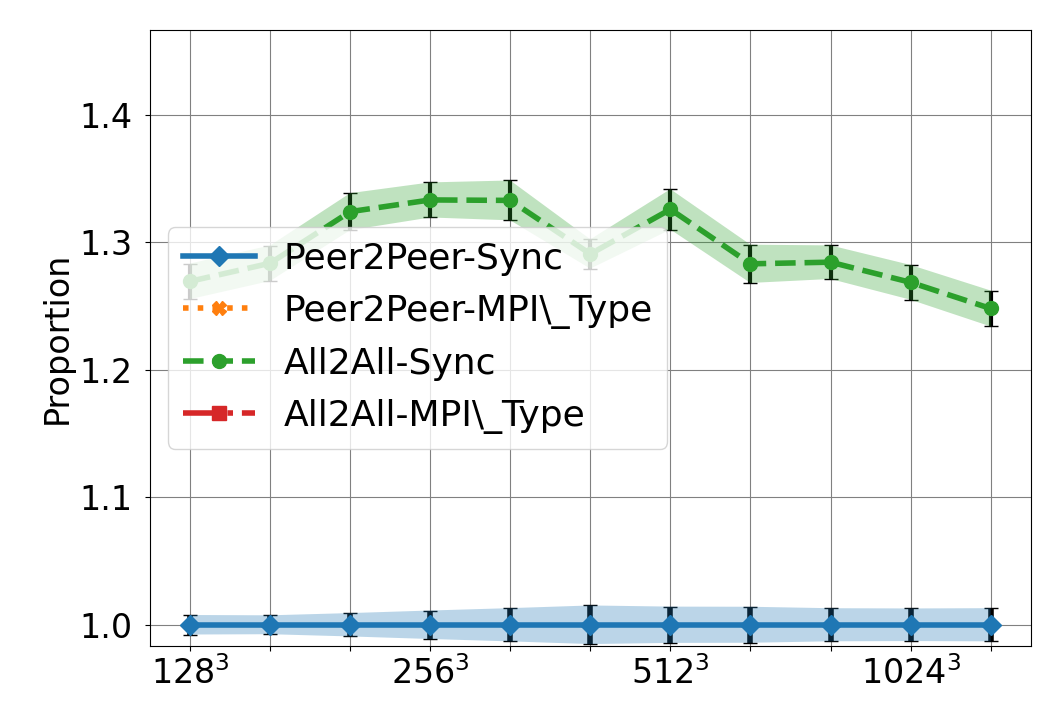 1.4
1.3
1.2
1.1
1.0
Proportion
Peer2Peer-Sync
Peer2Peer-MPI\_Type
All2All-Sync
All2All-MPI\_Type
128³ 256³ 512³ 1024³